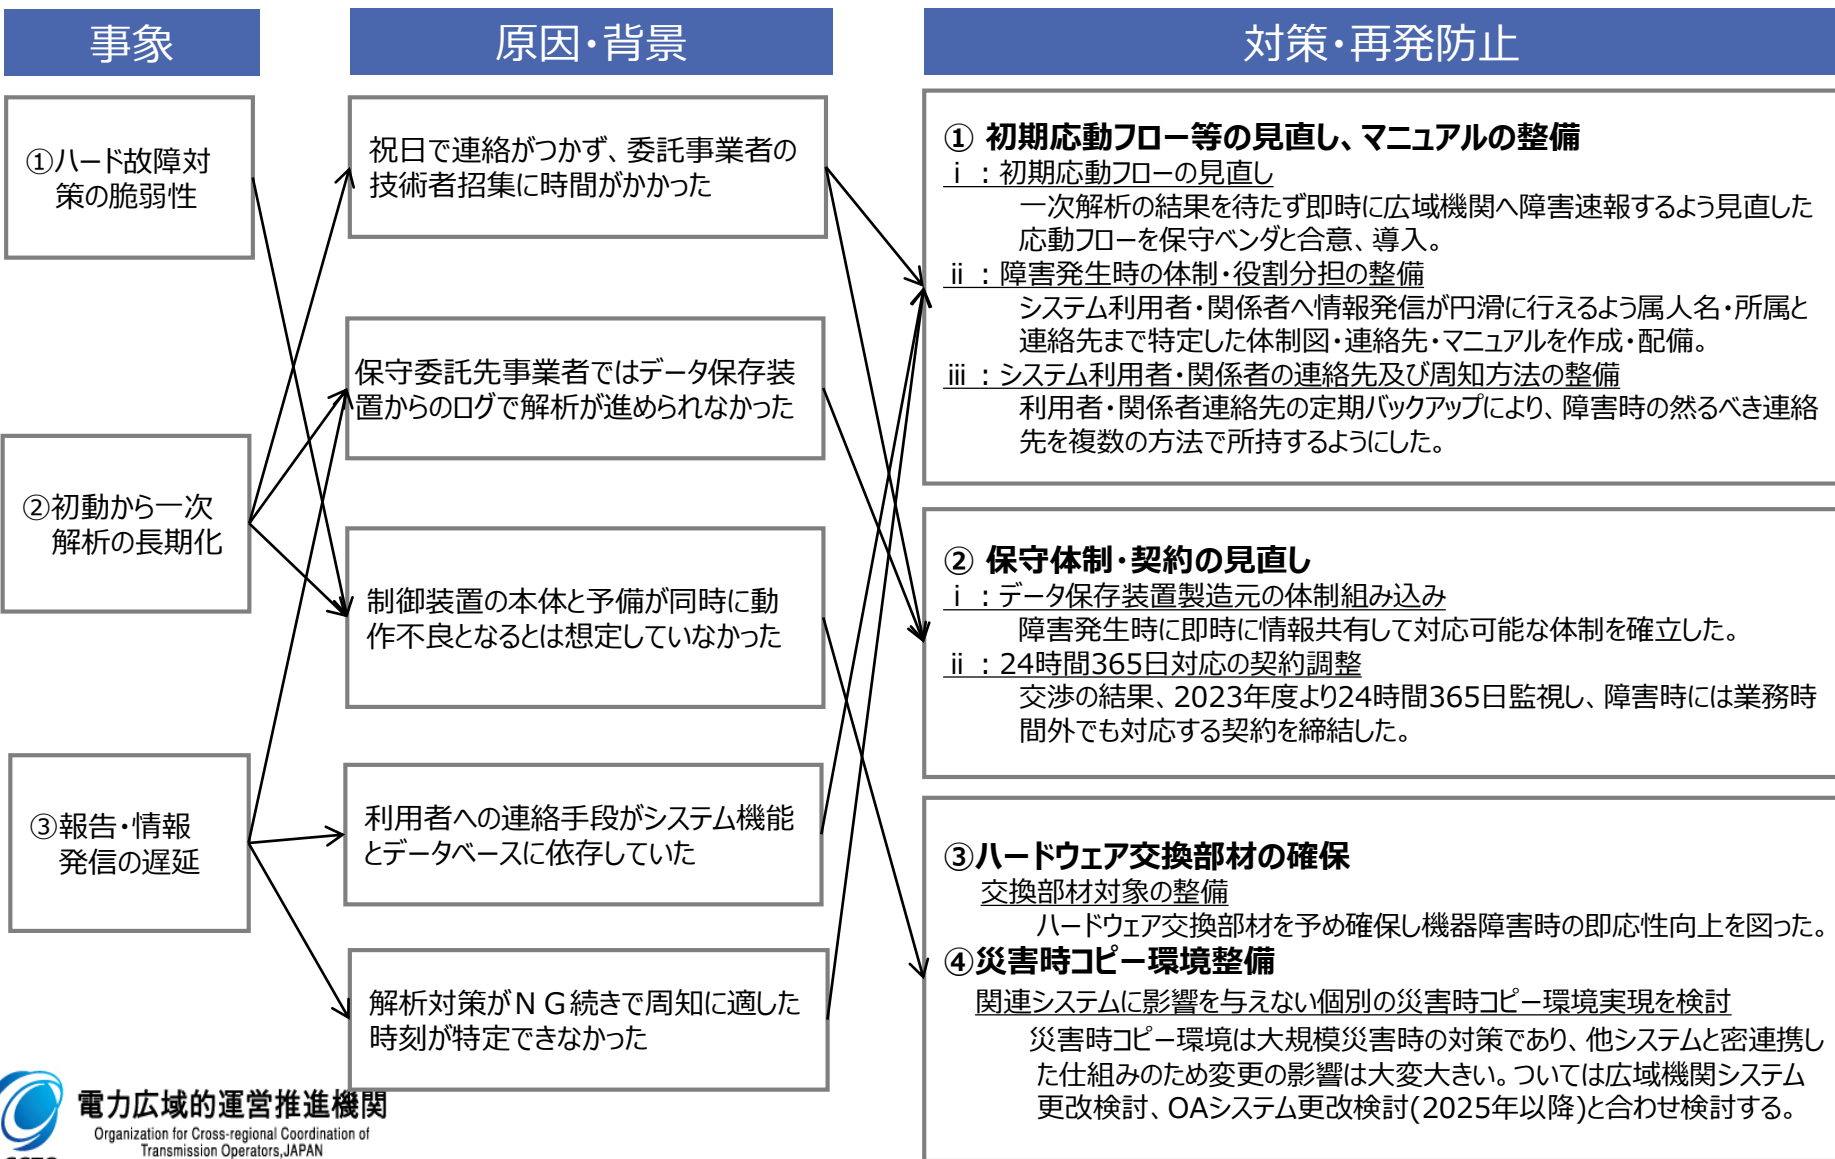 事象
原因・背景
対策・再発防止
①ハード故障対
策の脆弱性
②初動から一次
解析の長期化
③報告・情報
発信の遅延
祝日で連絡がつかず、委託事業者の
技術者招集に時間がかかった
保守委託先事業者ではデータ保存装
置からのログで解析が進められなかった
制御装置の本体と予備が同時に動
作不良となるとは想定していなかった
利用者への連絡手段がシステム機能
とデータベースに依存していた
解析対策がＮＧ続きで周知に適した
時刻が特定できなかった
① 初期応動フロー等の見直し、マニュアルの整備
ⅰ：初期応動フローの見直し
一次解析の結果を待たず即時に広域機関へ障害速報するよう見直した
応動フローを保守ベンダと合意、導入。
ⅱ：障害発生時の体制・役割分担の整備
システム利用者・関係者へ情報発信が円滑に行えるよう属人名・所属と
連絡先まで特定した体制図・連絡先・マニュアルを作成・配備。
ⅲ：システム利用者・関係者の連絡先及び周知方法の整備
利用者・関係者連絡先の定期バックアップにより、障害時の然るべき連絡
先を複数の方法で所持するようにした。
② 保守体制・契約の見直し
ⅰ：データ保存装置製造元の体制組み込み
障害発生時に即時に情報共有して対応可能な体制を確立した。
ⅱ：24時間365日対応の契約調整
交渉の結果、2023年度より24時間365日監視し、障害時には業務時
間外でも対応する契約を締結した。
③ハードウェア交換部材の確保
交換部材対象の整備
ハードウェア交換部材を予め確保し機器障害時の即応性向上を図った。
④災害時コピー環境整備
関連システムに影響を与えない個別の災害時コピー環境実現を検討
災害時コピー環境は大規模災害時の対策であり、他システムと密連携し
た仕組みのため変更の影響は大変大きい。ついては広域機関システム
更改検討、OAシステム更改検討(2025年以降)と合わせ検討する。
電力広域的運営推進機関
Organization for Cross-regional Coordination of
Transmission Operators,JAPAN